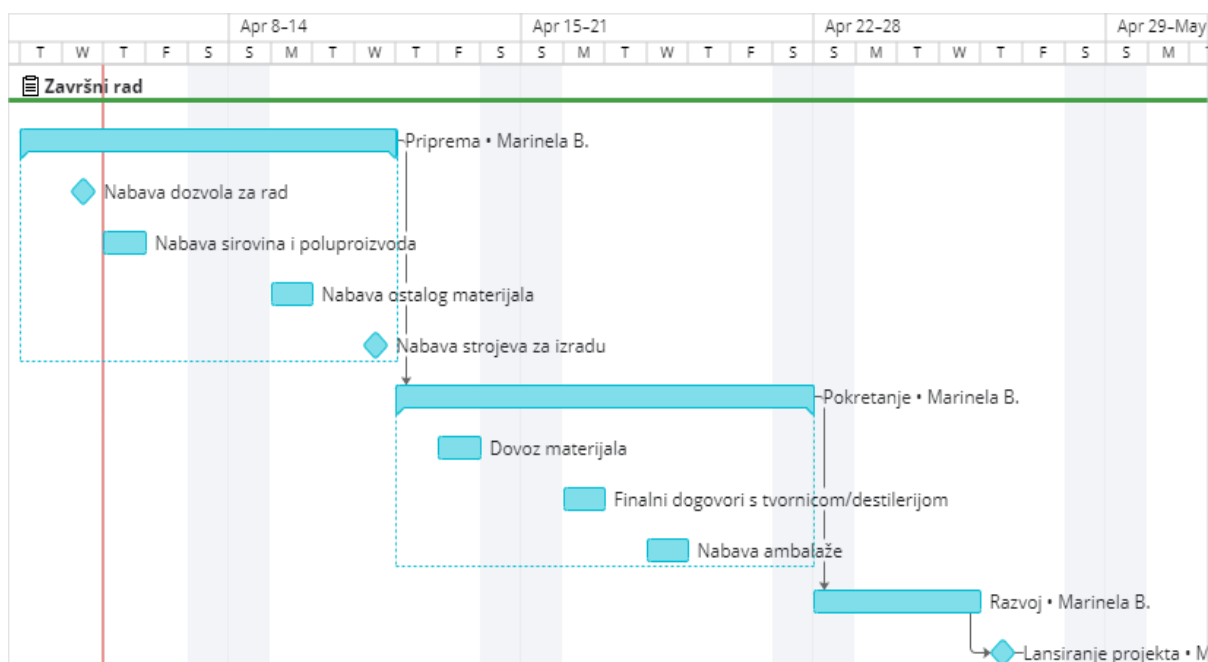 Apr 8–14 Apr 15–21 Apr 22–28 Apr 29–May
T W T F S S M T W T F S S M T W T F S S M T W T F S S M
Završni rad
Priprema • Marinela B.
Nabava dozvola za rad
Nabava sirovina i poluproizvoda
Nabava ostalog materijala
Nabava strojeva za izradu
Pokretanje • Marinela B.
Dovoz materijala
Finalni dogovori s tvornicom/destilerijom
Nabava ambalaže
Razvoj • Marinela B.
Lansiranje projekta • M